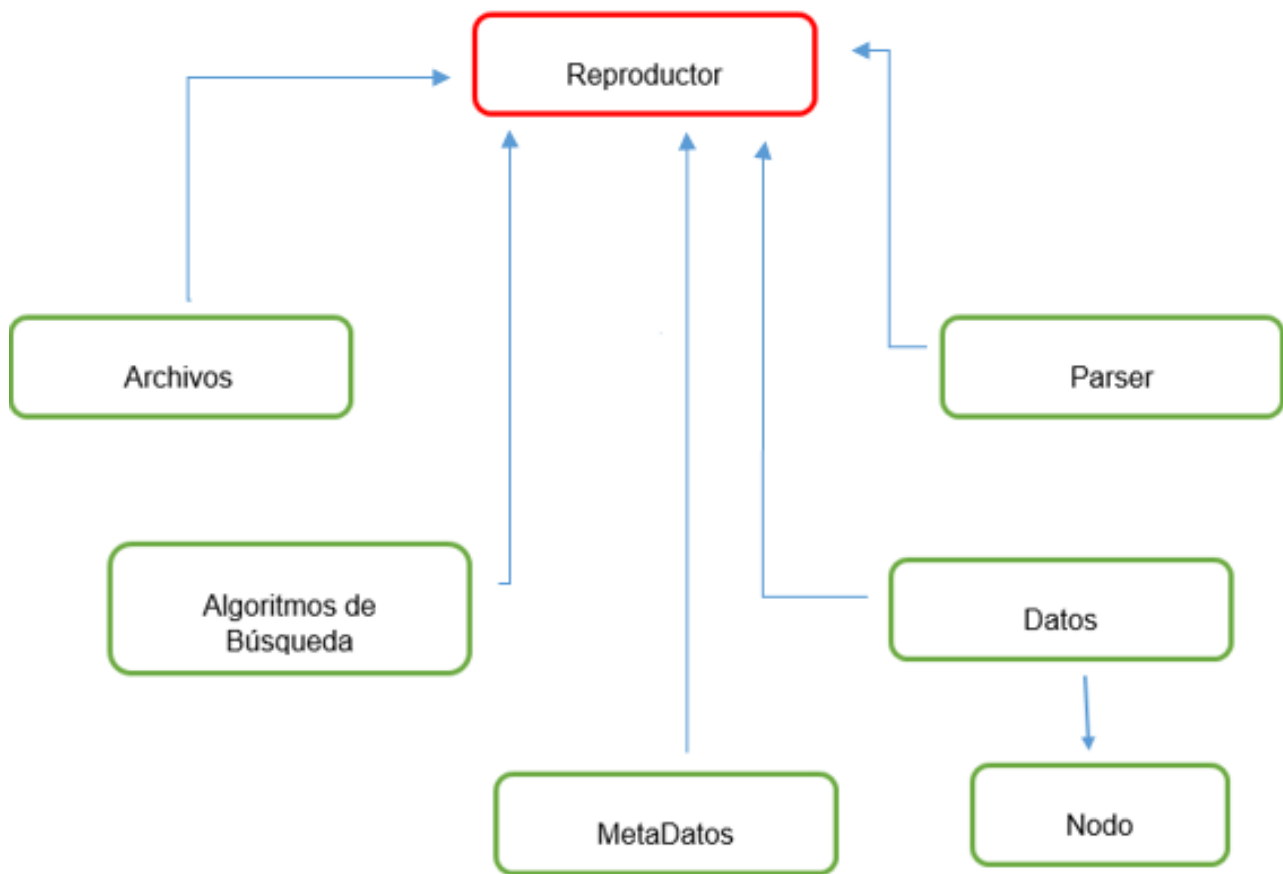 Reproductor
Archivos
Parser
Algoritmos de
Búsqueda
Datos
MetaDatos
Nodo